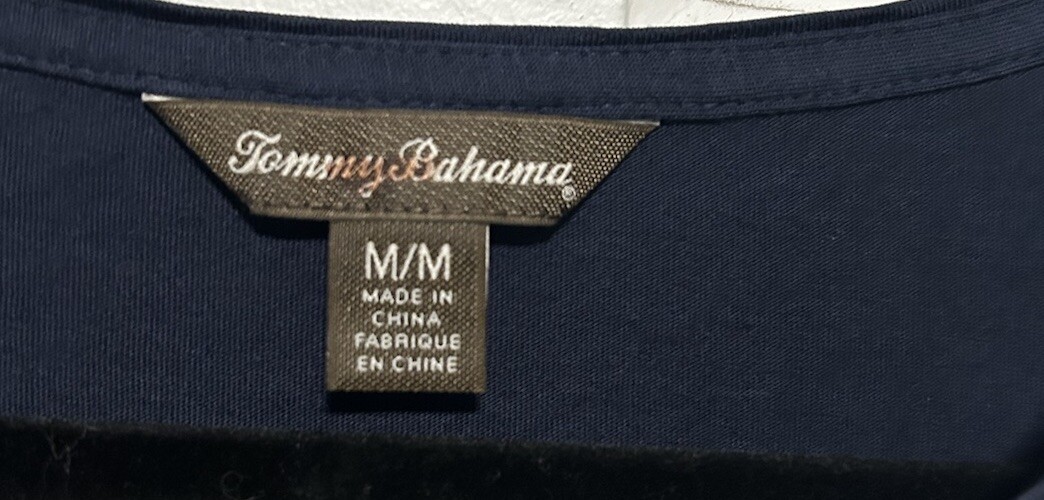 Tommy Bahama®
M/M
MADE IN
CHINA
FABRIQUE
EN CHINE